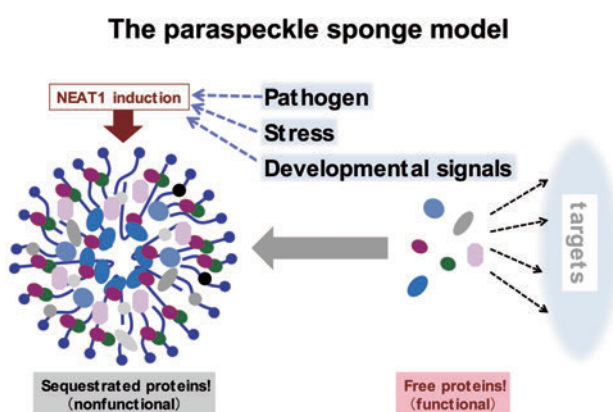 The paraspeckle sponge model
NEAT1 induction
Pathogen
Stress
Developmental signals
targets
Sequestrated proteins!
(nonfunctional)
Free proteins!
(functional)